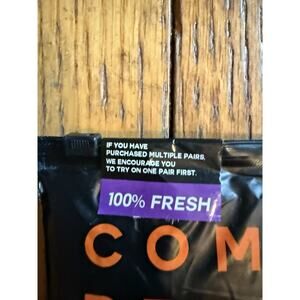 IF YOU HAVE
PURCHASED MULTIPLE PAIRS,
WE ENCOURAGE YOU
TO TRY ON ONE PAIR FIRST.
100% FRESH
COM